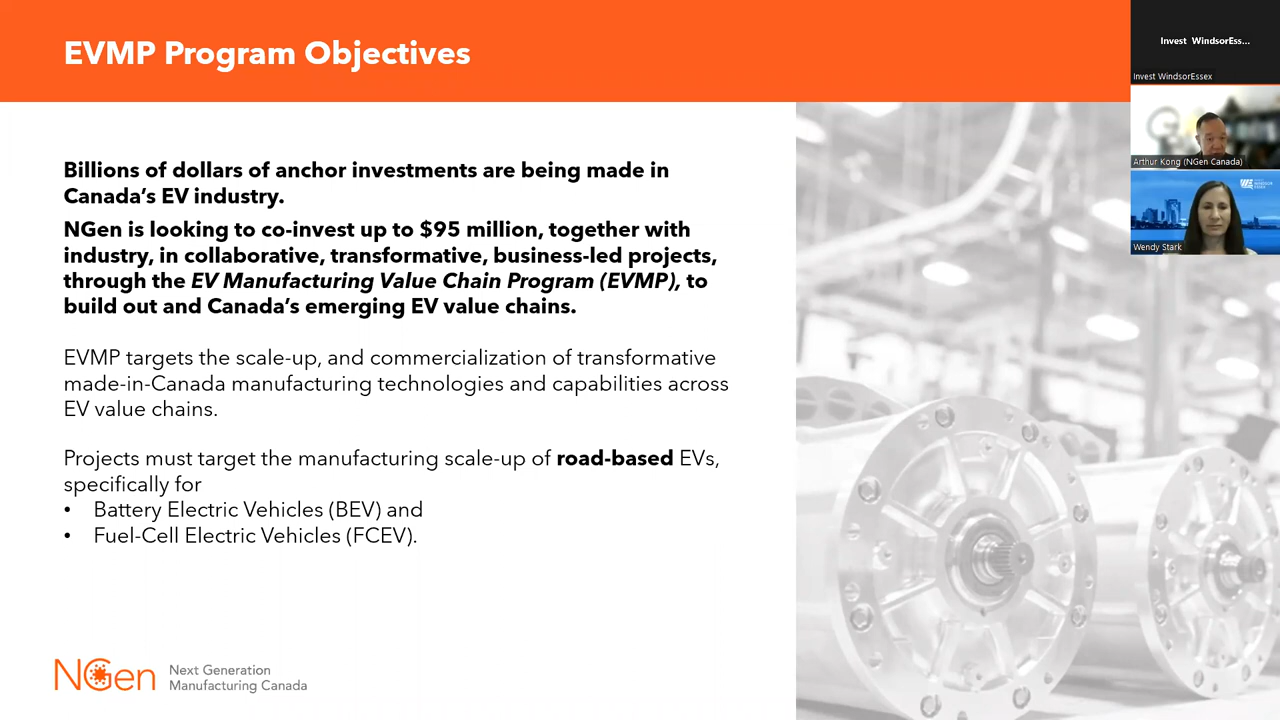 EVMP Program Objectives
Billions of dollars of anchor investments are being made in
Canada's EV industry.
NGen is looking to co-invest up to $95 million, together with
industry, in collaborative, transformative, business-led projects,
through the EV Manufacturing Value Chain Program (EVMP), to
build out and Canada's emerging EV value chains.
EVMP targets the scale-up, and commercialization of transformative
made-in-Canada manufacturing technologies and capabilities across
EV value chains.
Projects must target the manufacturing scale-up of road-based EVs,
specifically for
• Battery Electric Vehicles (BEV) and
• Fuel-Cell Electric Vehicles (FCEV).
NGen
Next Generation
Manufacturing Canada
Invest WindsorEss...
Invest WindsorEssex
Arthur Kong (NGen Canada)
WINDSOR
ESSEX
Wendy Stark